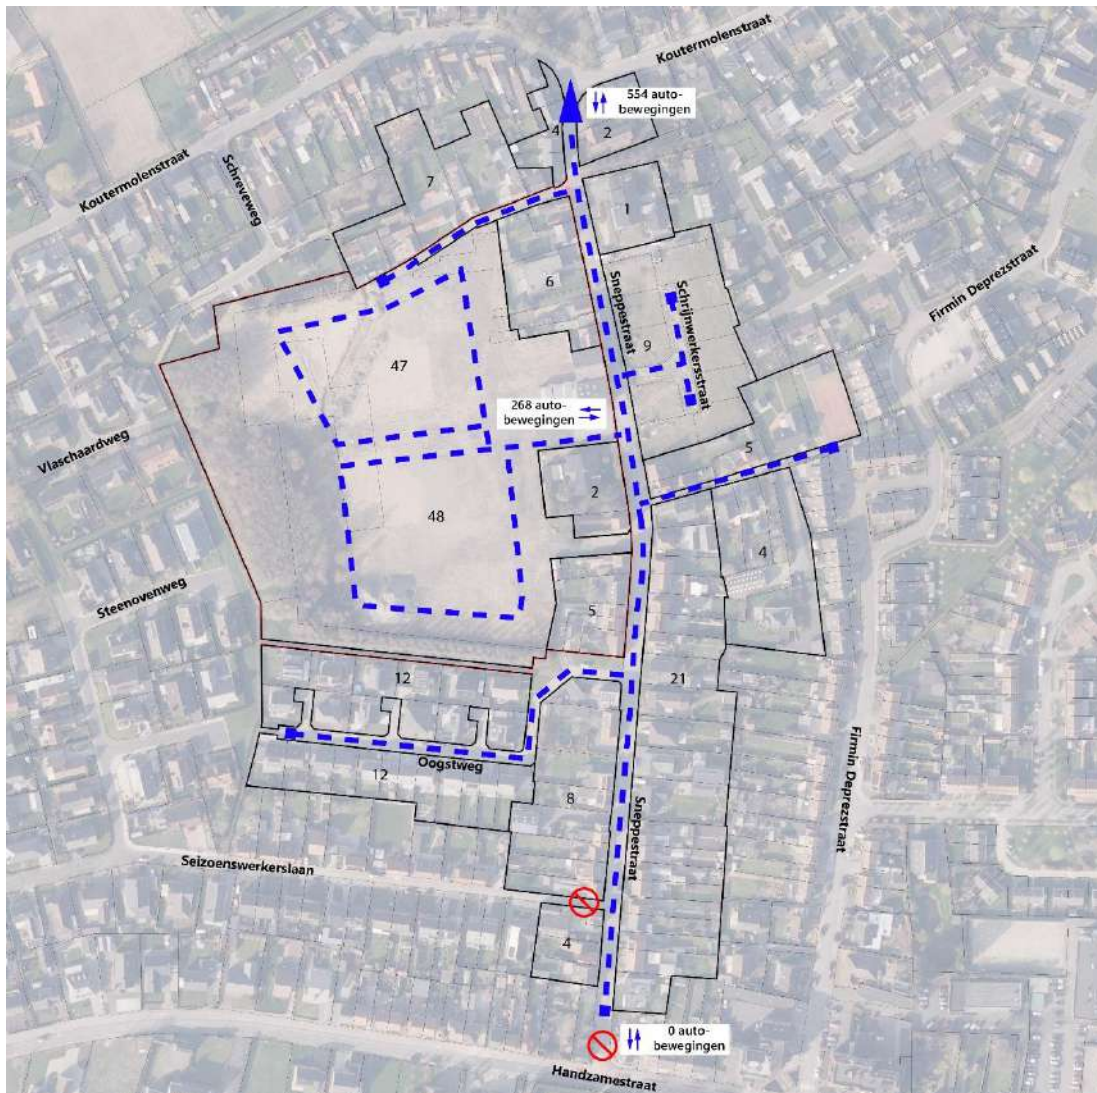 Koutermolenstraat
554 auto-
bewegingen
4
2
Koutermolenstraat
Schreveweg
7
1
6
Sneppestraat
Schrijnwerkersstraat
Firmin Deprezstraat
9
47
268 auto-
bewegingen
Vlaschaardweg
5
2
48
4
Steenovenweg
5
12
21
Oogstweg
12
8
Sneppestraat
Firmin Deprezstraat
Seizoenswerkerslaan
4
0 auto-
bewegingen
Handzamestraat